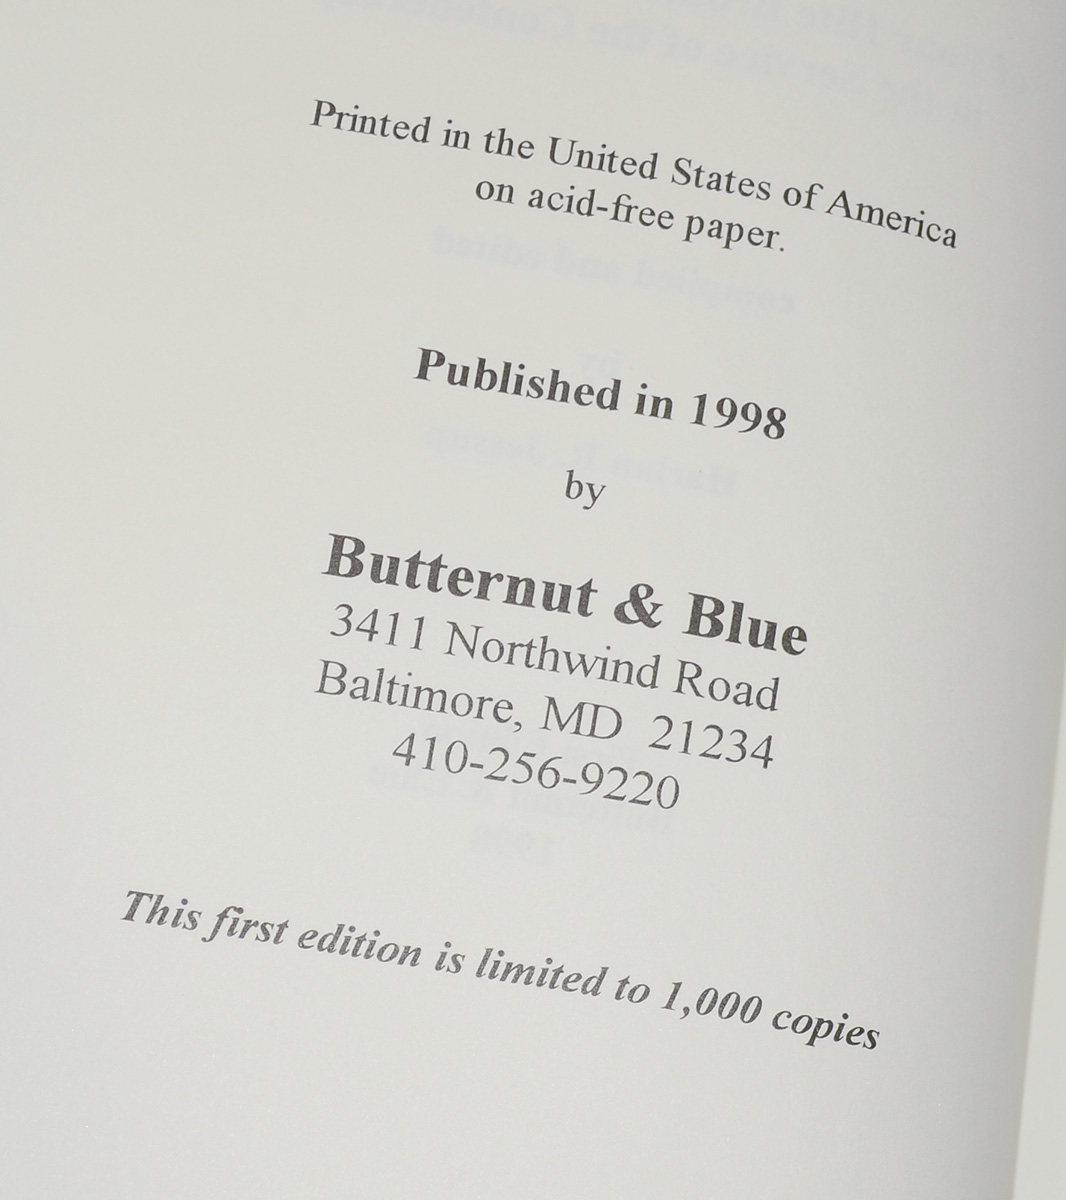 Printed in the United States of America
on acid-free paper.
Published in 1998
by
Butternut & Blue
3411 Northwind Road
Baltimore, MD 21234
410-256-9220
This first edition is limited to 1,000 copies